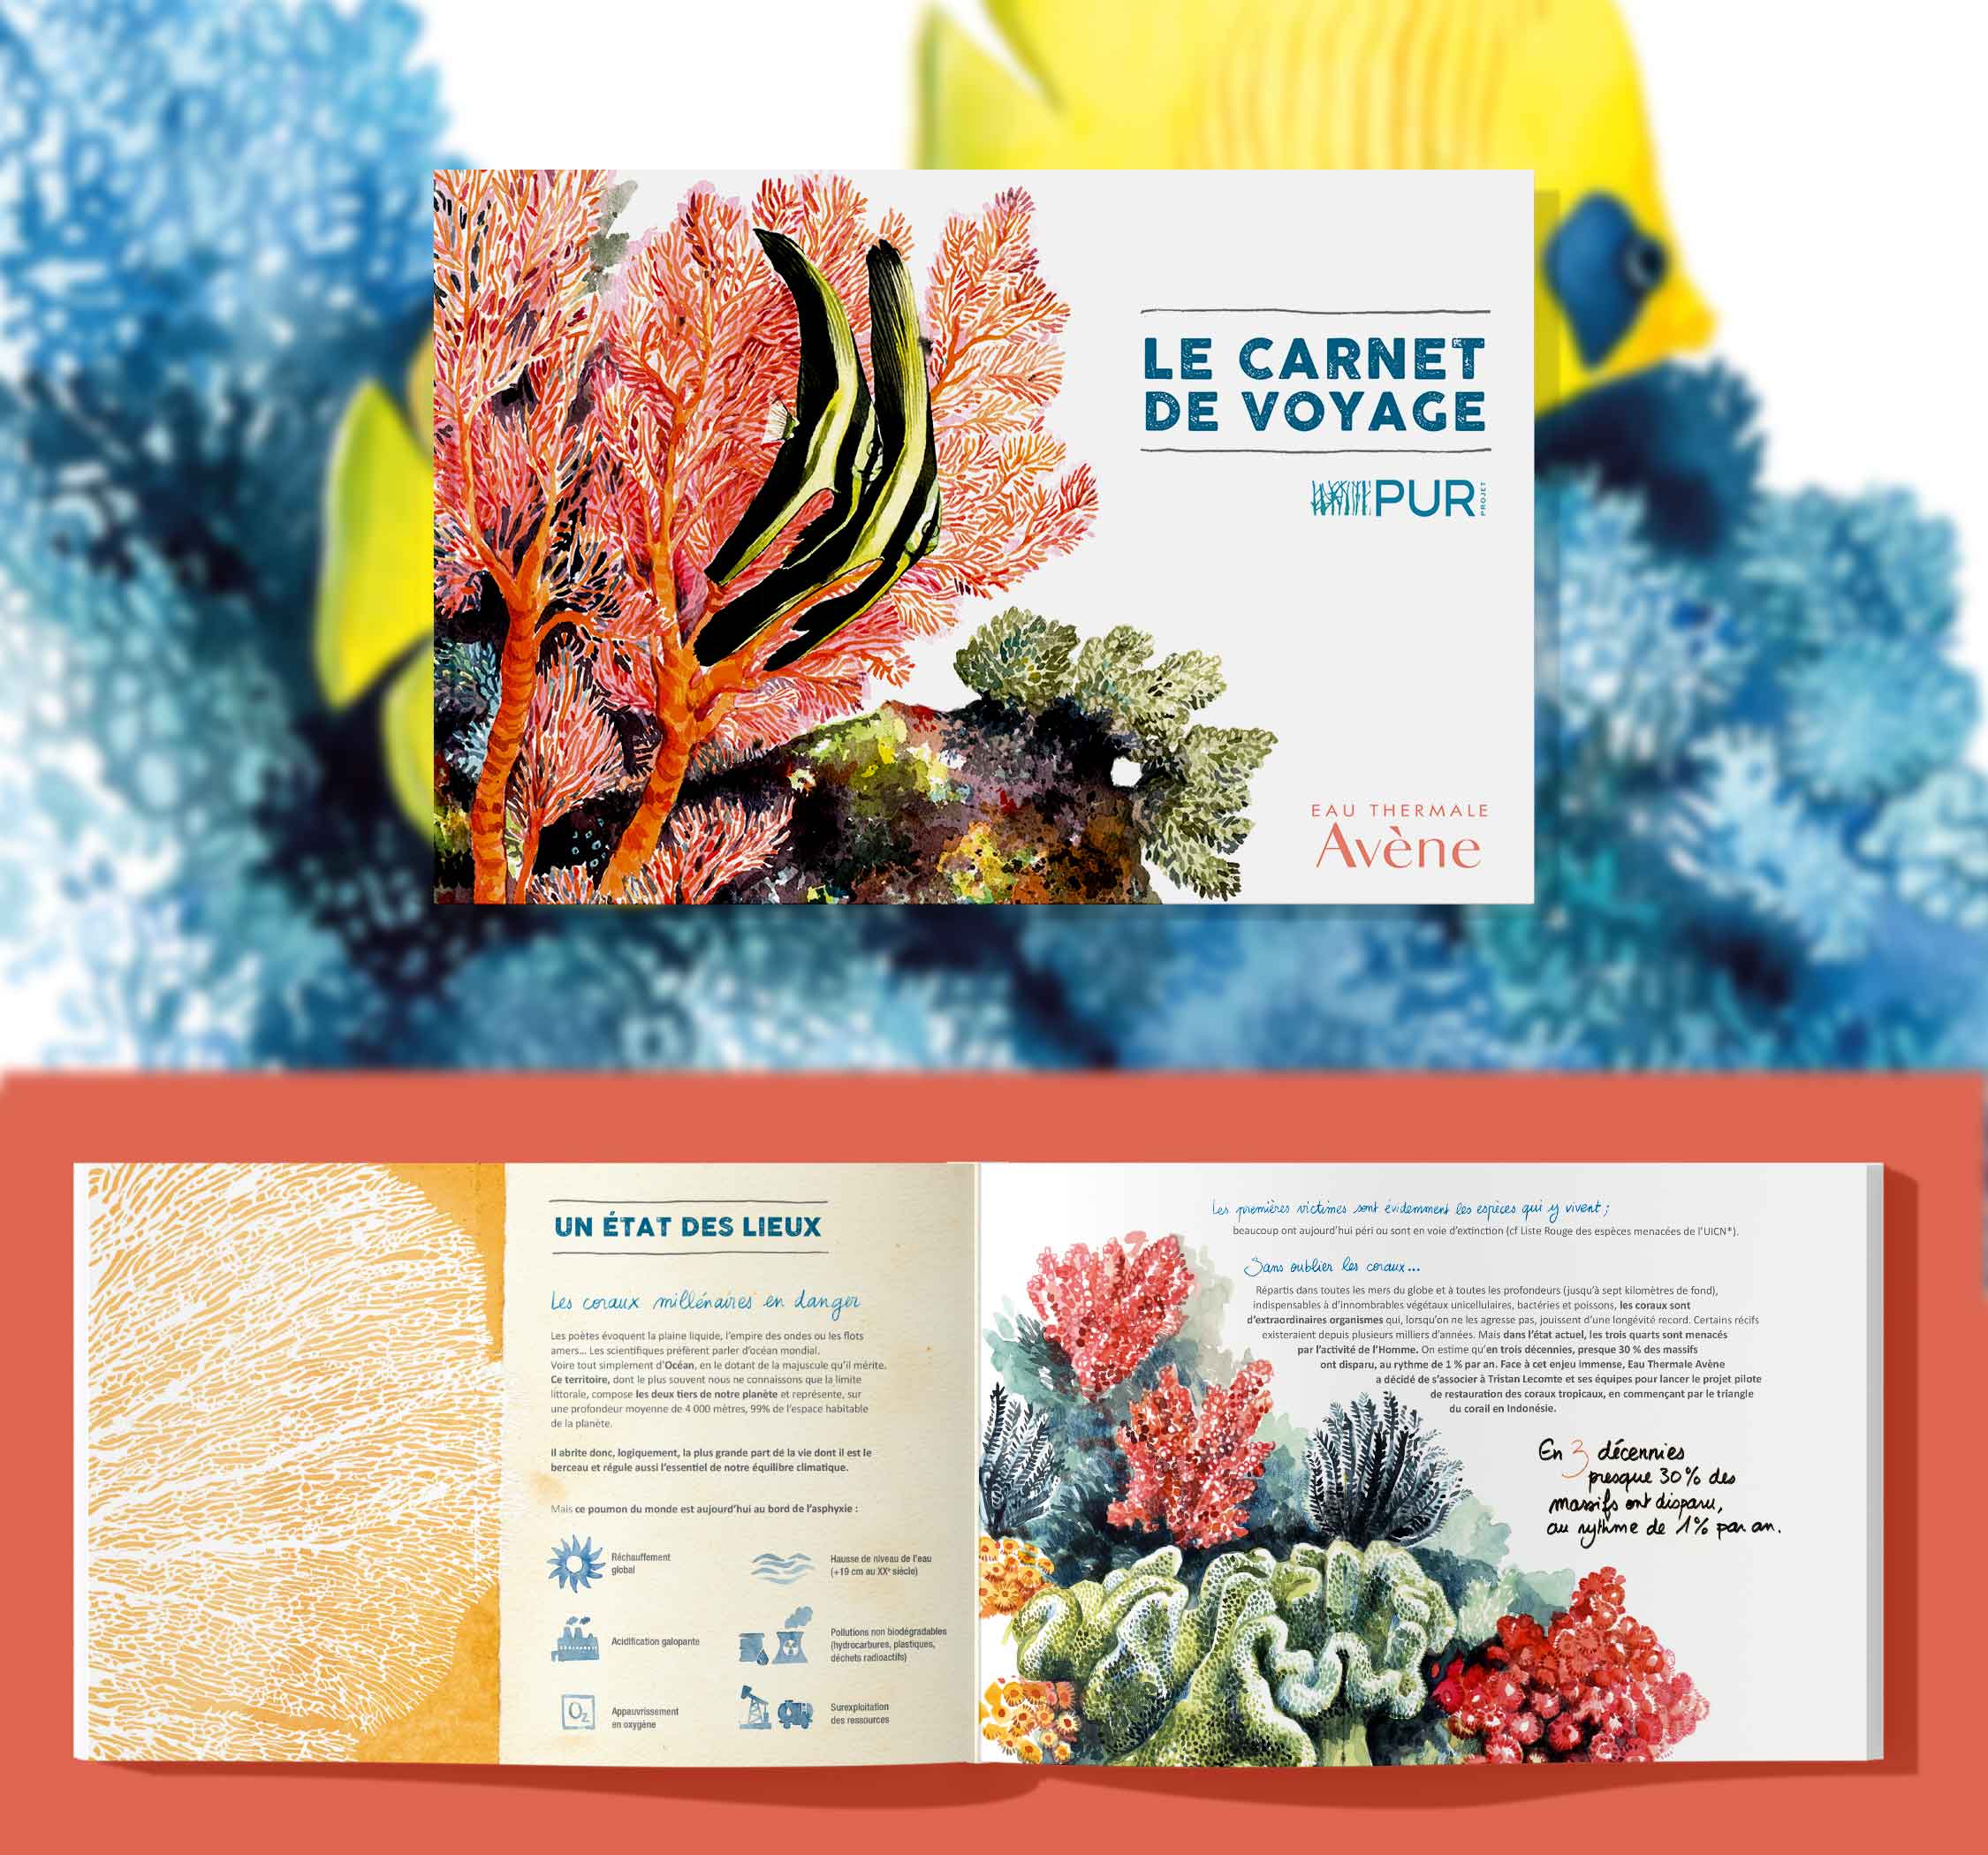 LE CARNET
DE VOYAGE
PUR PROJET
EAU THERMALE
Avène
UN ÉTAT DES LIEUX
Les coraux millénaires en danger
Les poètes évoquent la plaine liquide, l'empire des ondes ou les flots
amers... Les scientifiques préfèrent parler d'océan mondial.
Voire tout simplement d'Océan, en le dotant de la majuscule qu'il mérite.
Ce territoire, dont le plus souvent nous ne connaissons que la limite
littorale, compose les deux tiers de notre planète et représente, sur
une profondeur moyenne de 4 000 mètres, 99% de l'espace habitable
de la planète.
Il abrite donc, logiquement, la plus grande part de la vie dont il est le
berceau et régule aussi l'essentiel de notre équilibre climatique.
Mais ce poumon du monde est aujourd'hui au bord de l'asphyxie :
Réchauffement
global
Hausse de niveau de l'eau
(+19 cm au XXe siècle)
Acidification galopante
Pollutions non biodégradables
(hydrocarbures, plastiques,
déchets radioactifs)
O2
Appauvrissement
en oxygène
Surexploitation
des ressources
Les premières victimes sont évidemment les espèces qui y vivent ;
beaucoup ont aujourd'hui péri ou sont en voie d'extinction (cf Liste Rouge des espèces menacées de l'UICN*).
Sans oublier les coraux...
Répartis dans toutes les mers du globe et à toutes les profondeurs (jusqu'à sept kilomètres de fond),
indispensables à d'innombrables végétaux unicellulaires, bactéries et poissons, les coraux sont
d'extraordinaires organismes qui, lorsqu'on ne les agresse pas, jouissent d'une longévité record. Certains récifs
existeraient depuis plusieurs milliers d'années. Mais dans l'état actuel, les trois quarts sont menacés
par l'activité de l'Homme. On estime qu'en trois décennies, presque 30 % des massifs
ont disparu, au rythme de 1 % par an. Face à cet enjeu immense, Eau Thermale Avène
a décidé de s'associer à Tristan Lecomte et ses équipes pour lancer le projet pilote
de restauration des coraux tropicaux, en commençant par le triangle
du corail en Indonésie.
En 3 décennies
presque 30% des
massifs ont disparu,
au rythme de 1% par an.